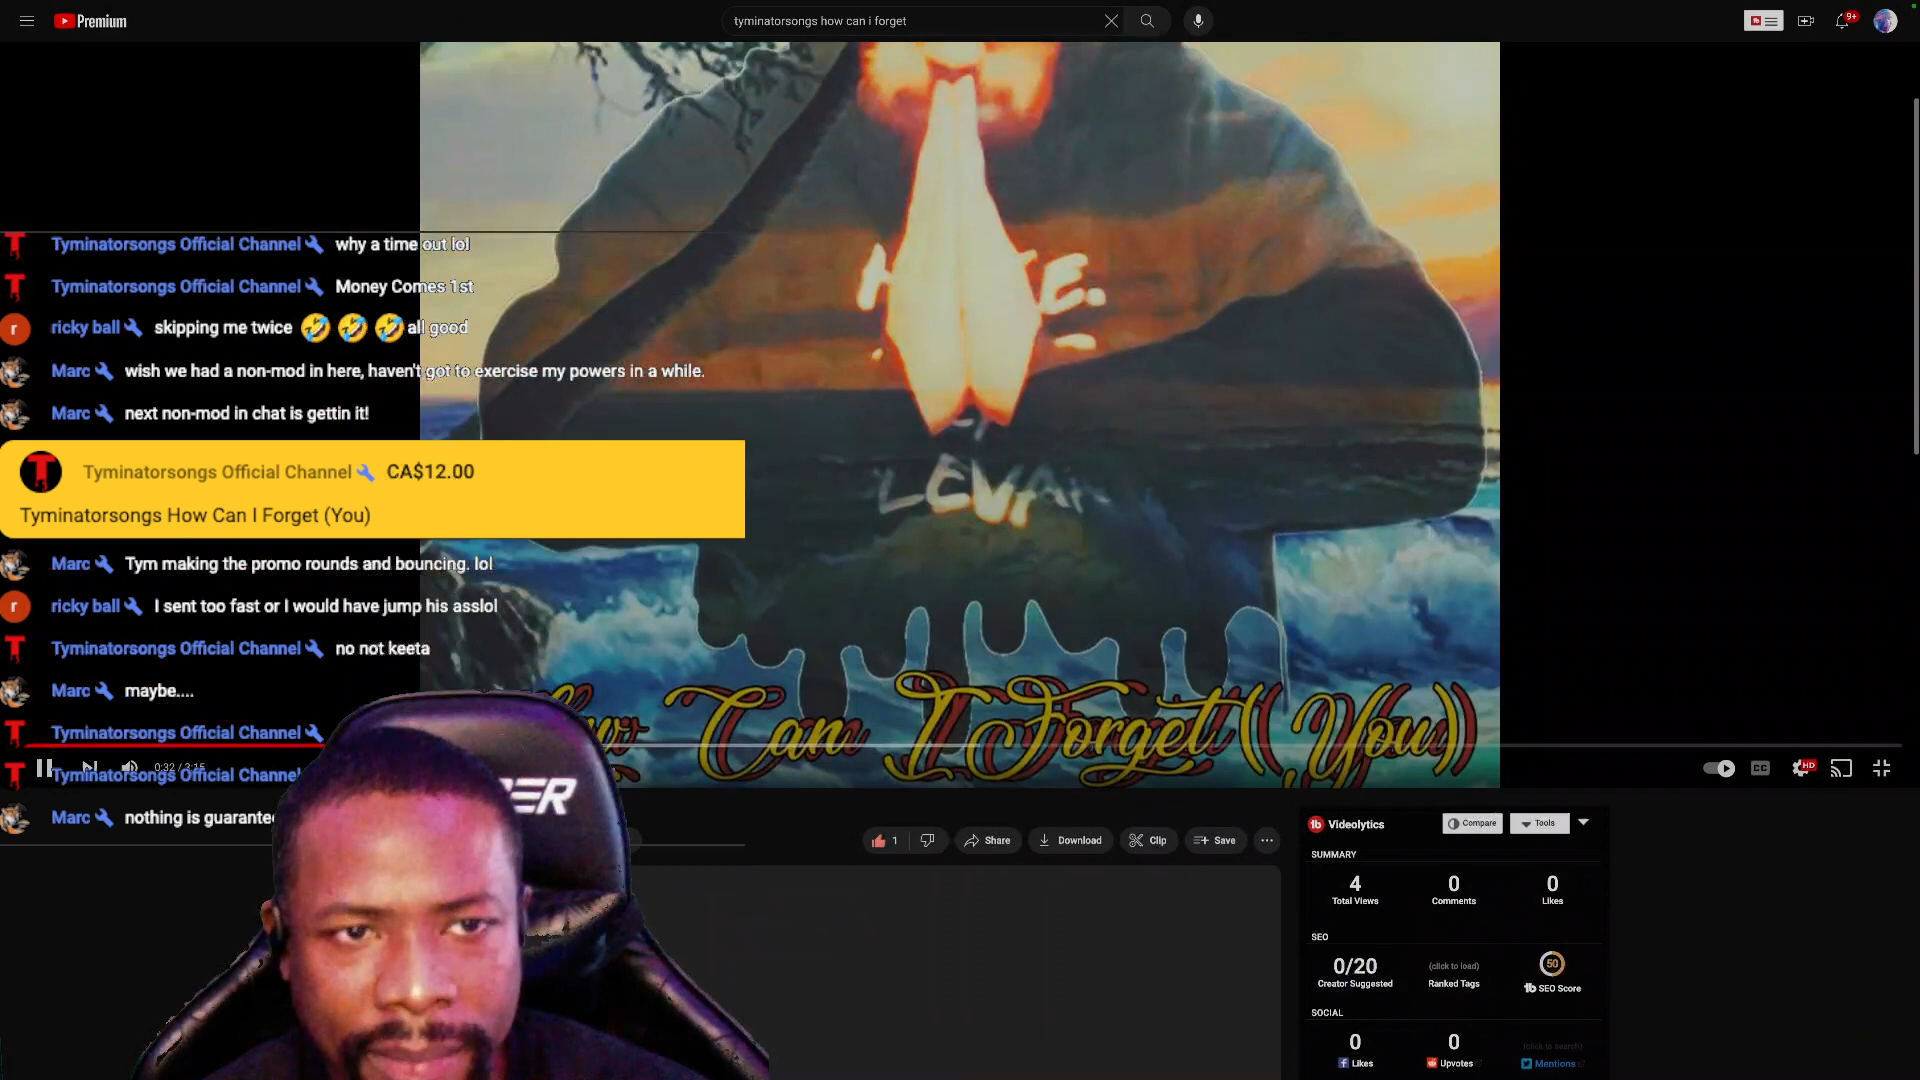 Premium
tyminatorsongs how can i forget
9+
Tyminatorsongs Official Channel why a time out lol
Tyminatorsongs Official Channel Money Comes 1st
r ricky ball skipping me twice 🤣 🤣 🤣 all good
Marc wish we had a non-mod in here, haven't got to exercise my powers in a while.
Marc next non-mod in chat is gettin it!
Tyminatorsongs Official Channel CA$12.00
Tyminatorsongs How Can I Forget (You)
Marc Tym making the promo rounds and bouncing. lol
r ricky ball I sent too fast or I would have jump his asslol
Tyminatorsongs Official Channel no not keeta
Marc maybe....
Tyminatorsongs Official Channel
Can I Forget (You)
0:32 / 3:15
CC
HD
Tyminatorsongs Official Channel
Marc nothing is
1
Share
Download
Clip
Save
Videolytics
Compare
Tools
SUMMARY
4
0
0
Total Views
Comments
Likes
SEO
0/20
(click to load)
50
Creator Suggested
Ranked Tags
SEO Score
SOCIAL
0
0
(click to search)
Likes
Upvotes
Mentions